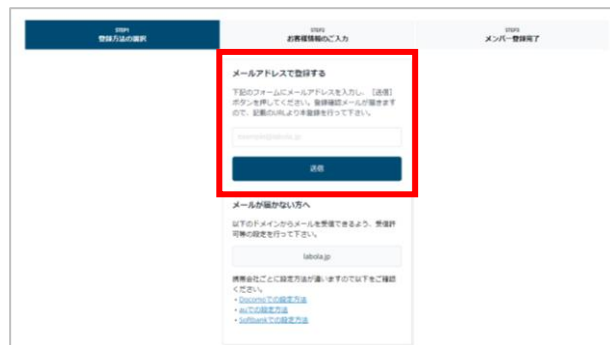 STEP1
登録方法の選択
STEP2
お客様情報のご入力
STEP3
メンバー登録完了
メールアドレスで登録する
下記のフォームにメールアドレスを入力し、[送信]
ボタンを押してください。登録確認メールが届きます
ので、記載のURLより本登録を行って下さい。
example@labola.jp
送信
メールが届かない方へ
以下のドメインからメールを受信できるよう、受信許
可等の設定を行って下さい。
labola.jp
携帯会社ごとに設定方法が違いますので以下をご確認
ください。
・Docomoでの設定方法
・auでの設定方法
・Softbankでの設定方法